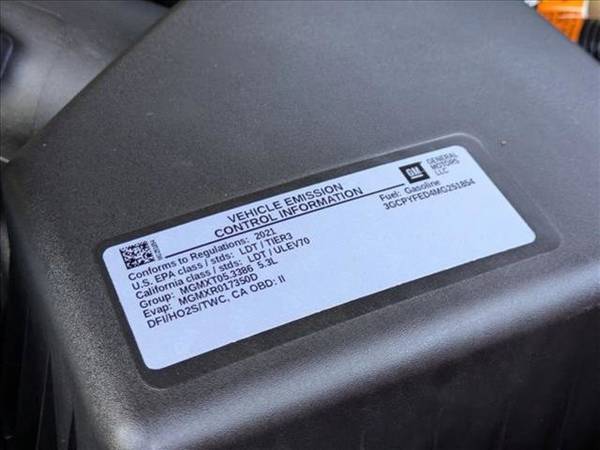 VEHICLE EMISSION
CONTROL INFORMATION
GM
GENERAL
MOTORS
LLC
Fuel: Gasoline
3GCPYFED4MG251854
Conforms to Regulations: 2021
U.S. EPA class / stds: LDT / TIER3
California class / stds: LDT / ULEV70
Group: MGMXT05.3386 5.3L
Evap: MGMXR017350D
DFI/HO2S/TWC, CA OBD: II